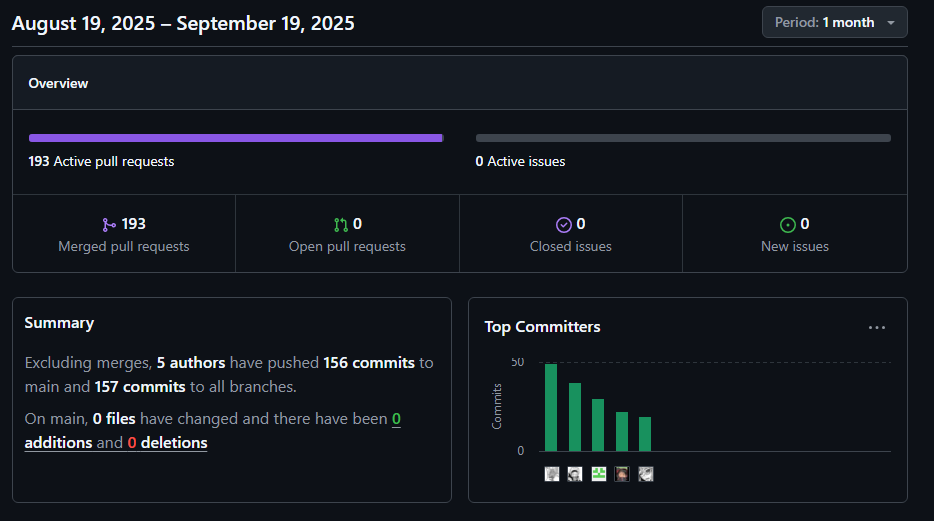 August 19, 2025 – September 19, 2025
Period: 1 month
Overview
193 Active pull requests
0 Active issues
193
Merged pull requests
0
Open pull requests
0
Closed issues
0
New issues
Summary
Excluding merges, 5 authors have pushed 156 commits to
main and 157 commits to all branches.
On main, 0 files have changed and there have been 0
additions and 0 deletions
Top Committers
50
Commits
0